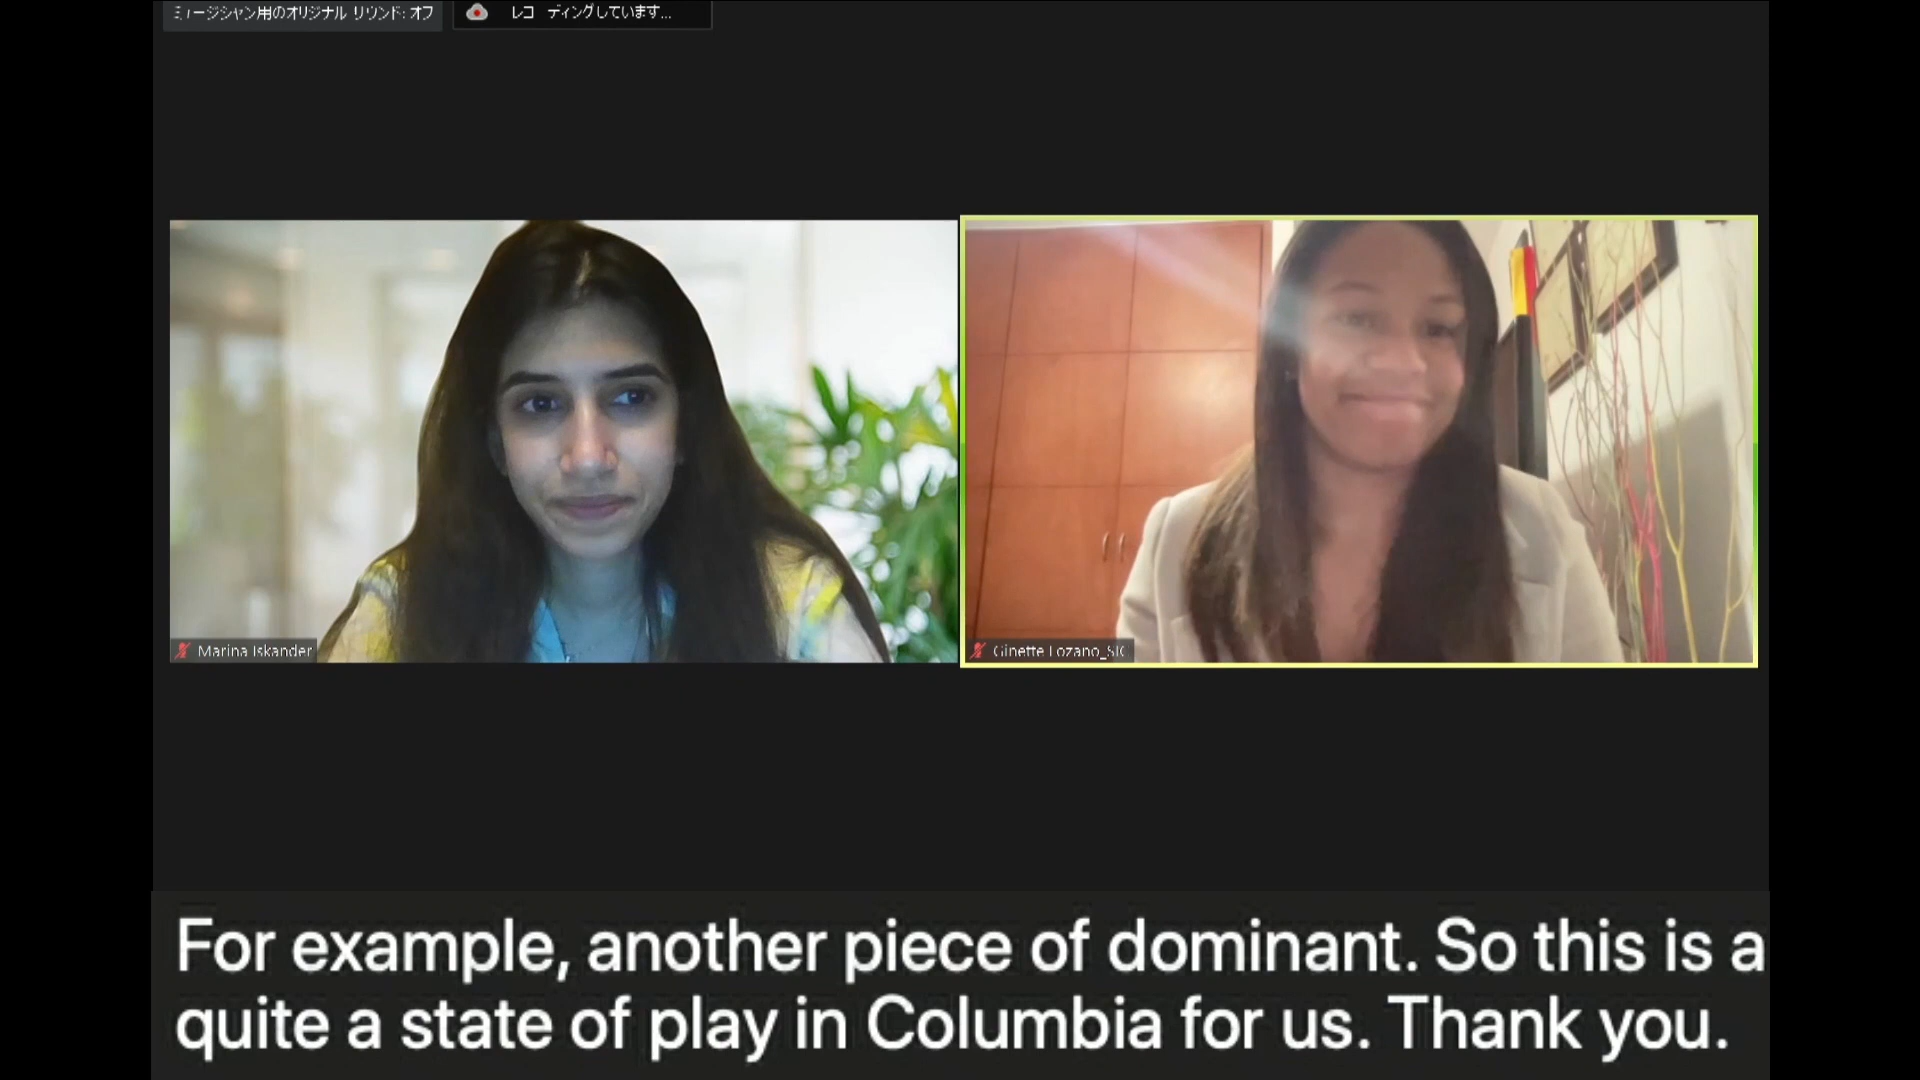 ミュージシャン用のオリジナル サウンド: オフ
レコーディングしています...
Marina Iskander
Ginette Lozano_SIC
For example, another piece of dominant. So this is a
quite a state of play in Columbia for us. Thank you.